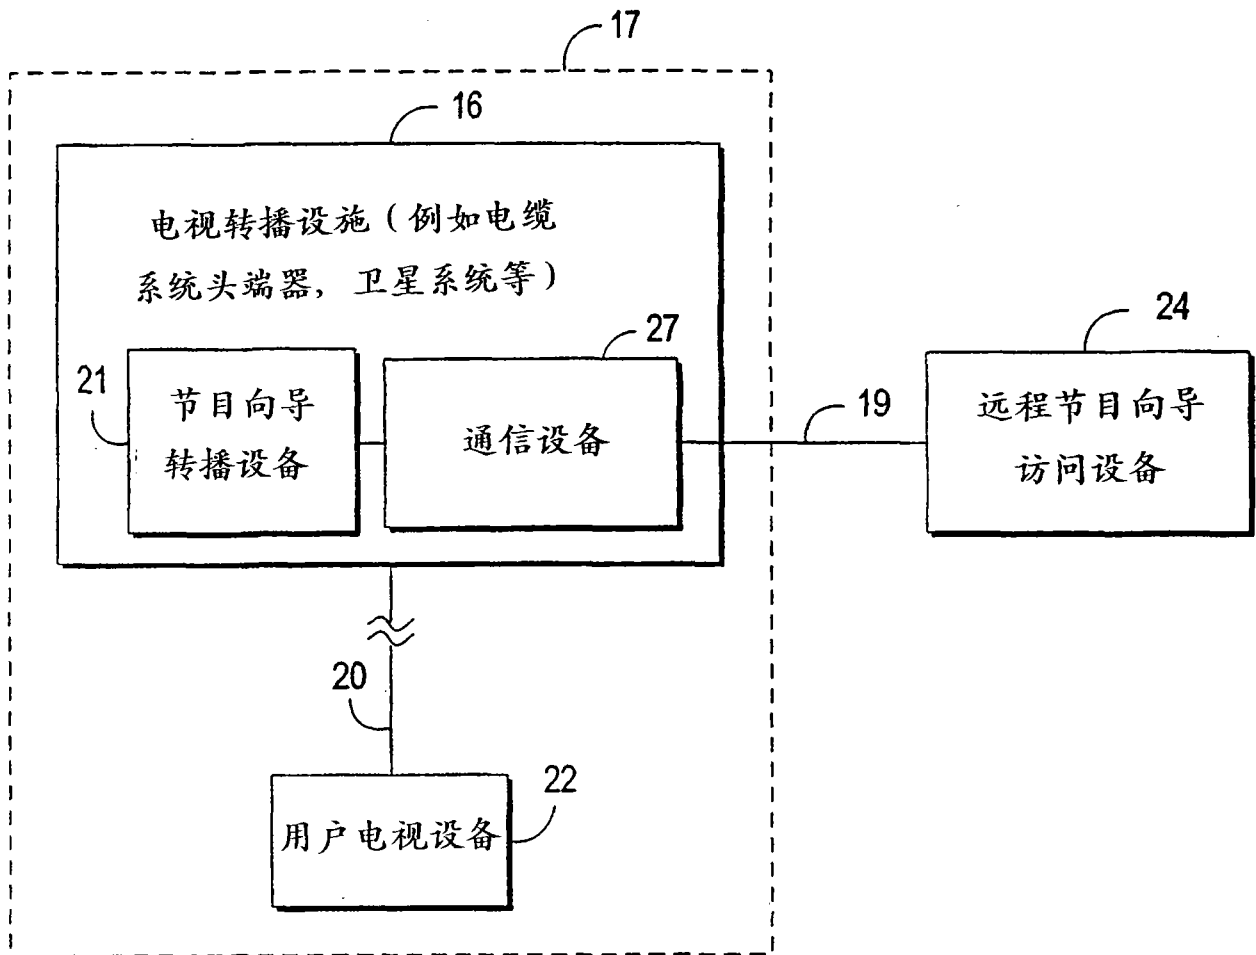 17
16
电视转播设施（例如电缆
系统头端器，卫星系统等）
27
24
21
节目向导
转播设备
通信设备
19
远程节目向导
访问设备
20
22
用户电视设备